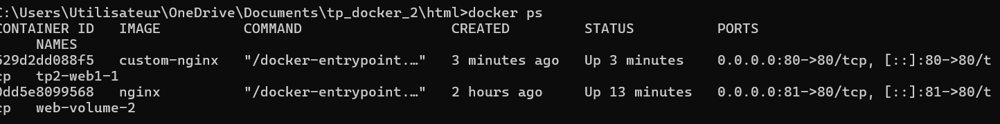 C:\Users\Utilisateur\OneDrive\Documents\tp_docker_2\html>docker ps
CONTAINER ID   IMAGE          COMMAND                  CREATED         STATUS          PORTS
     NAMES
529d2dd088f5   custom-nginx   "/docker-entrypoint.…"   3 minutes ago   Up 3 minutes    0.0.0.0:80->80/tcp, [::]:80->80/t
cp   tp2-web1-1
0dd5e8099568   nginx          "/docker-entrypoint.…"   2 hours ago     Up 13 minutes   0.0.0.0:81->80/tcp, [::]:81->80/t
cp   web-volume-2